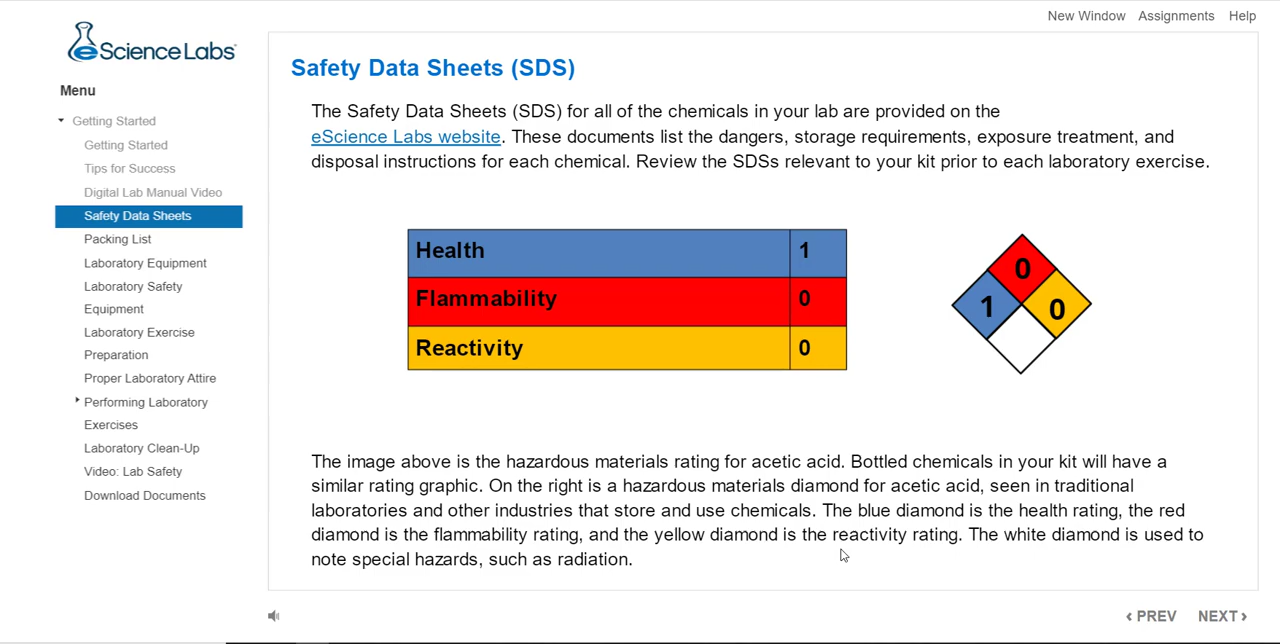 New Window Assignments Help
eScience Labs
Menu
Getting Started
Getting Started
Tips for Success
Digital Lab Manual Video
Safety Data Sheets
Packing List
Laboratory Equipment
Laboratory Safety
Equipment
Laboratory Exercise
Preparation
Proper Laboratory Attire
Performing Laboratory
Exercises
Laboratory Clean-Up
Video: Lab Safety
Download Documents
Safety Data Sheets (SDS)
The Safety Data Sheets (SDS) for all of the chemicals in your lab are provided on the
eScience Labs website. These documents list the dangers, storage requirements, exposure treatment, and
disposal instructions for each chemical. Review the SDSs relevant to your kit prior to each laboratory exercise.
Health 1
Flammability 0
Reactivity 0
0
1 0
The image above is the hazardous materials rating for acetic acid. Bottled chemicals in your kit will have a
similar rating graphic. On the right is a hazardous materials diamond for acetic acid, seen in traditional
laboratories and other industries that store and use chemicals. The blue diamond is the health rating, the red
diamond is the flammability rating, and the yellow diamond is the reactivity rating. The white diamond is used to
note special hazards, such as radiation.
‹ PREV NEXT ›